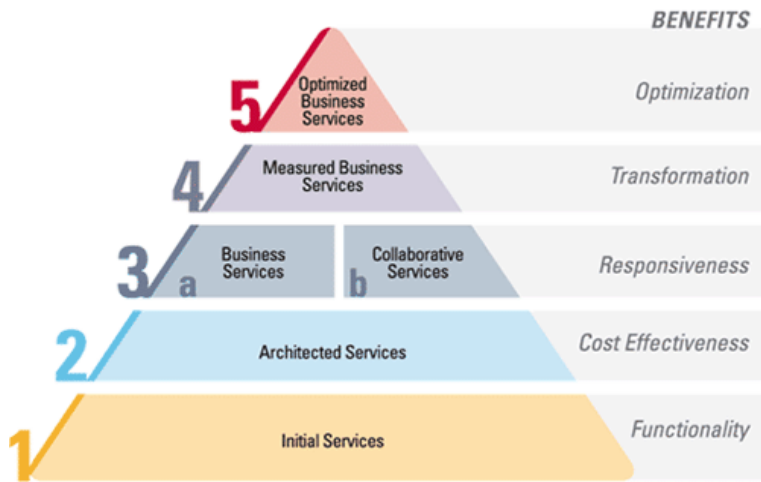 BENEFITS
5
Optimized
Business
Services
Optimization
4
Measured Business
Services
Transformation
3
a
Business
Services
b
Collaborative
Services
Responsiveness
2
Architected Services
Cost Effectiveness
1
Initial Services
Functionality